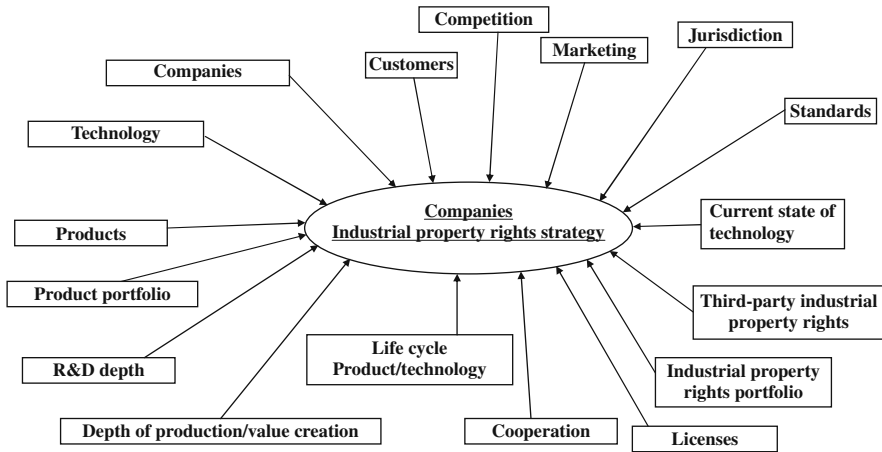 Competition
Jurisdiction
Marketing
Customers
Companies
Standards
Technology
Companies
Industrial property rights strategy
Current state of
technology
Products
Product portfolio
Third-party industrial
property rights
Life cycle
Product/technology
R&D depth
Industrial property
rights portfolio
Depth of production/value creation
Cooperation
Licenses